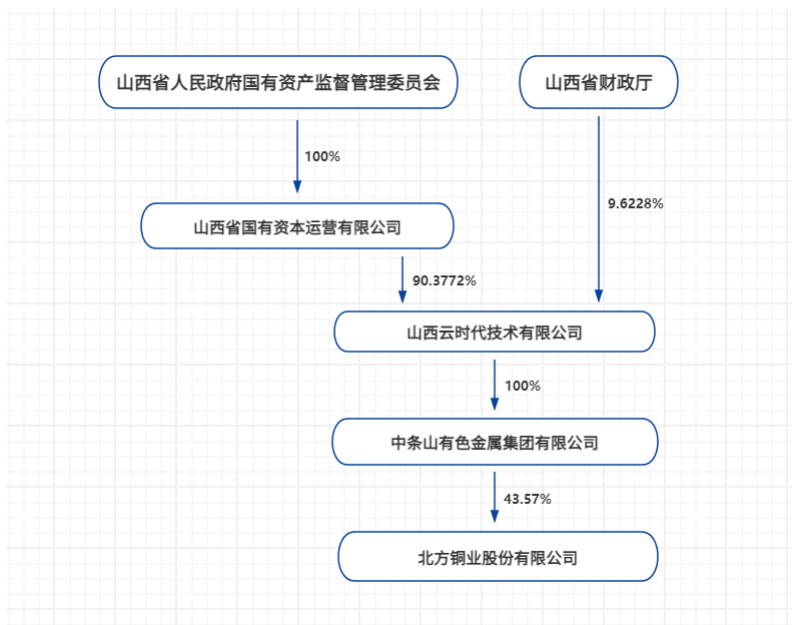 山西省人民政府国有资产监督管理委员会
山西省财政厅
100%
9.6228%
山西省国有资本运营有限公司
90.3772%
山西云时代技术有限公司
100%
中条山有色金属集团有限公司
43.57%
北方铜业股份有限公司